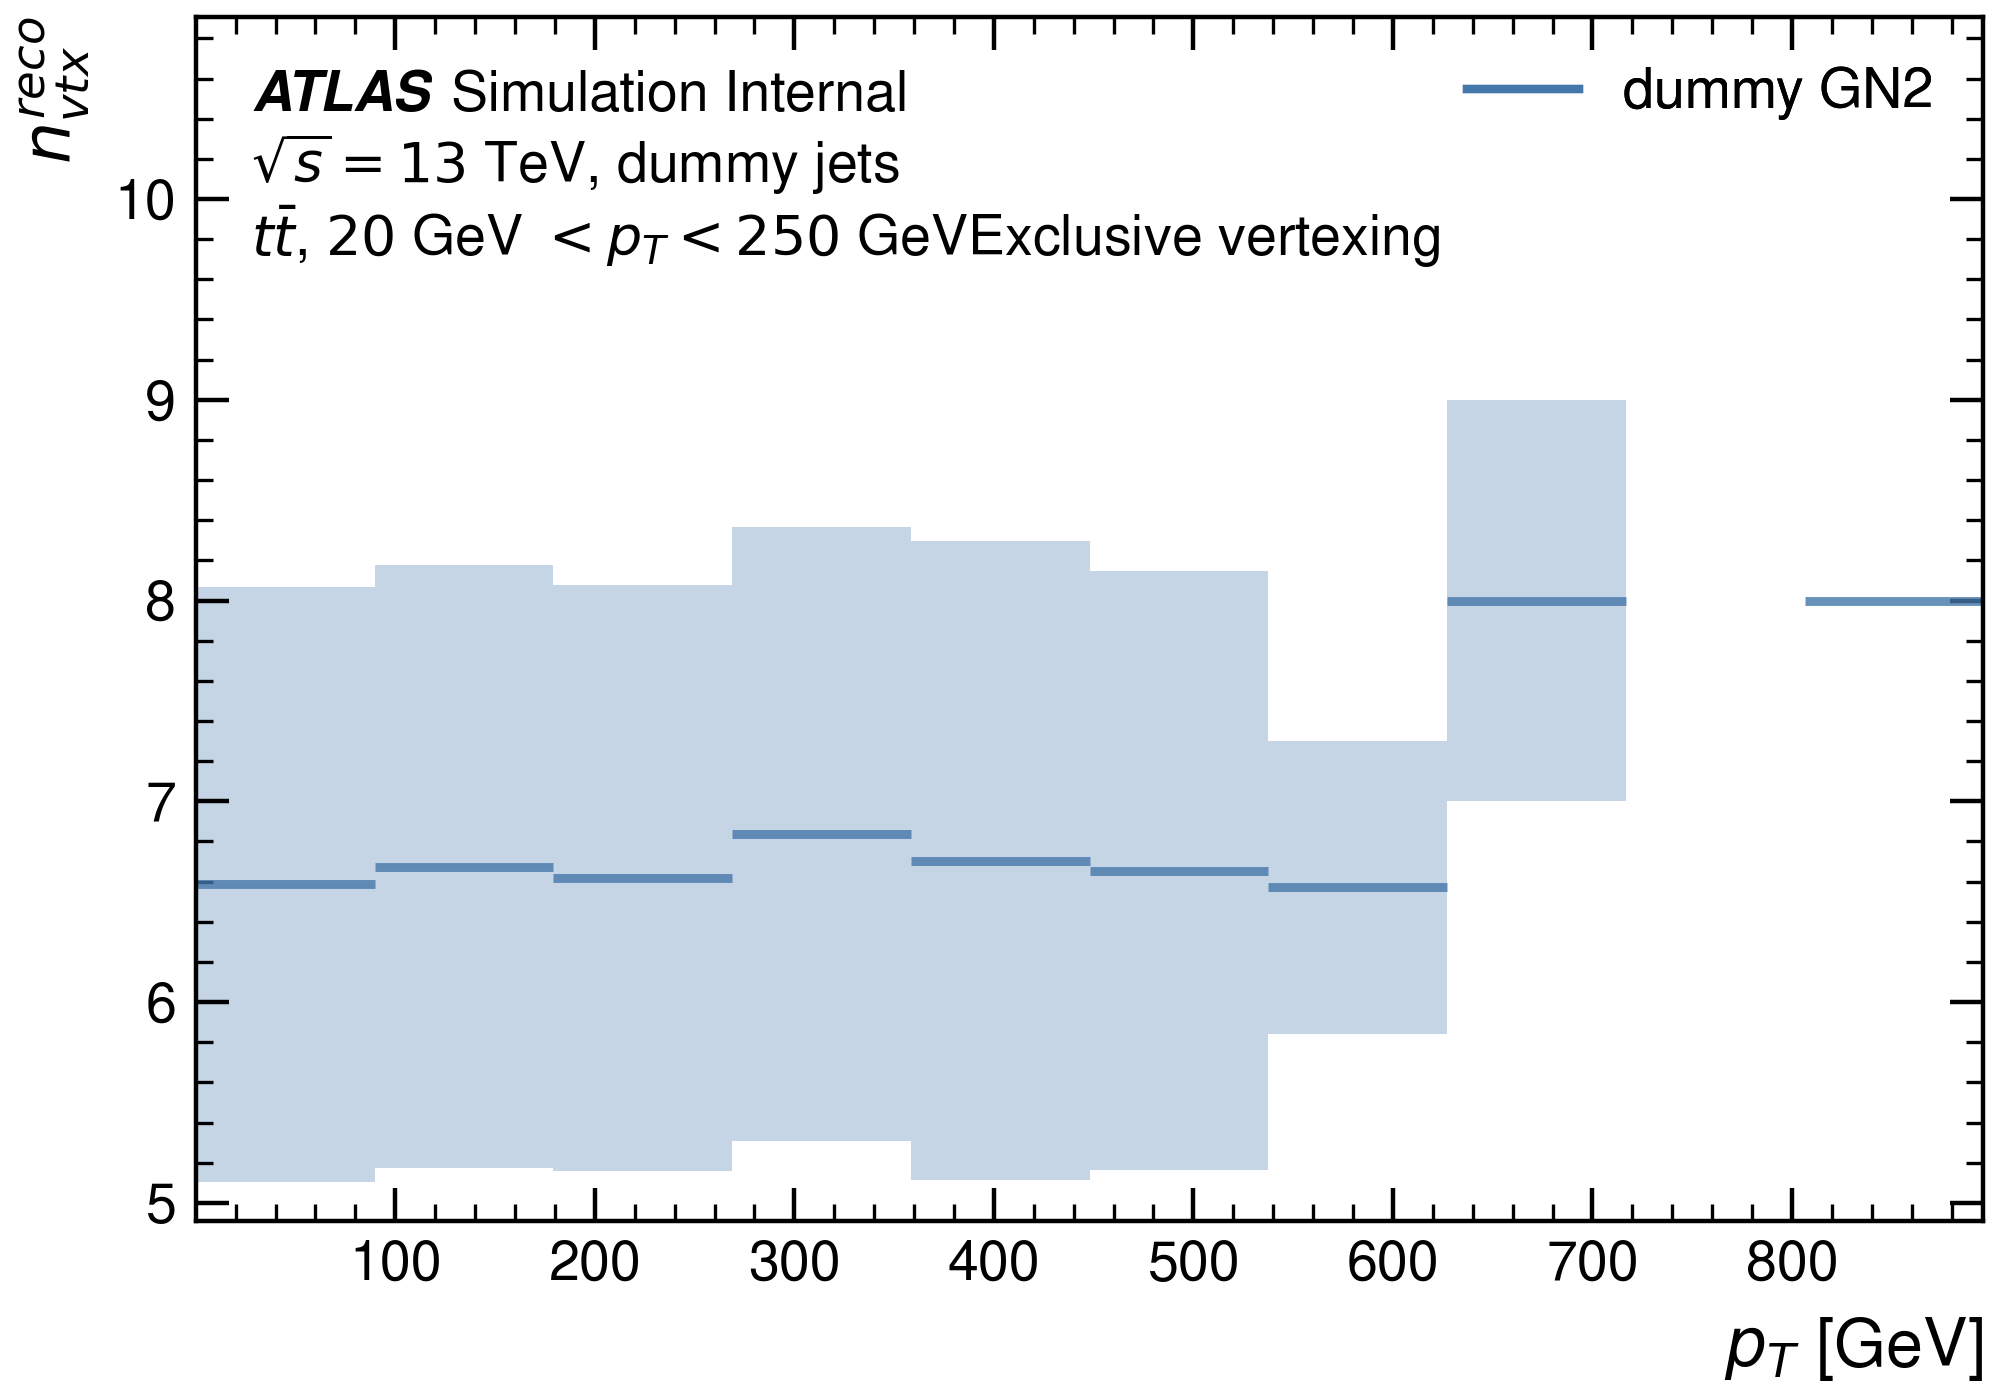 n_{vtx}^{reco}
ATLAS Simulation Internal
√s = 13 TeV, dummy jets
tt̄, 20 GeV < p_T < 250 GeVExclusive vertexing
dummy GN2
10
9
8
7
6
5
100 200 300 400 500 600 700 800
p_T [GeV]